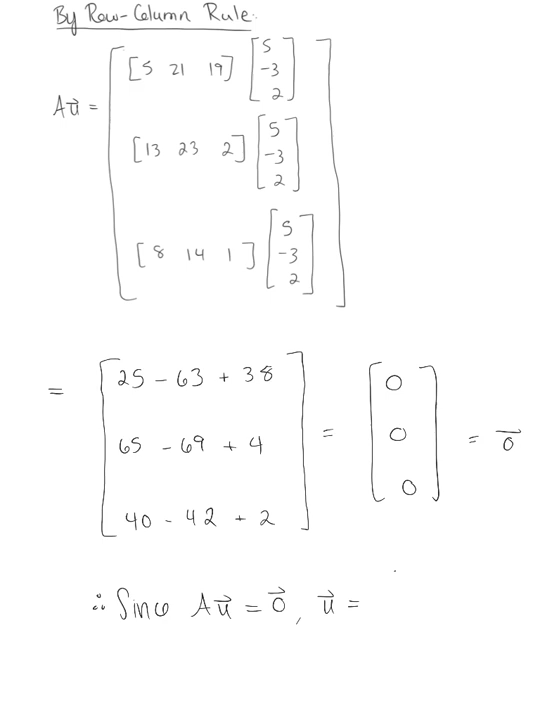 By Row-Column Rule:
[5 21 19] [5 -3 2]
Au⃗ = [13 23 2] [5 -3 2]
[8 14 1] [5 -3 2]
= [25 - 63 + 38
65 - 69 + 4
40 - 42 + 2] = [0 0 0] = 0⃗
∴ Since Au⃗ = 0⃗, u⃗ =